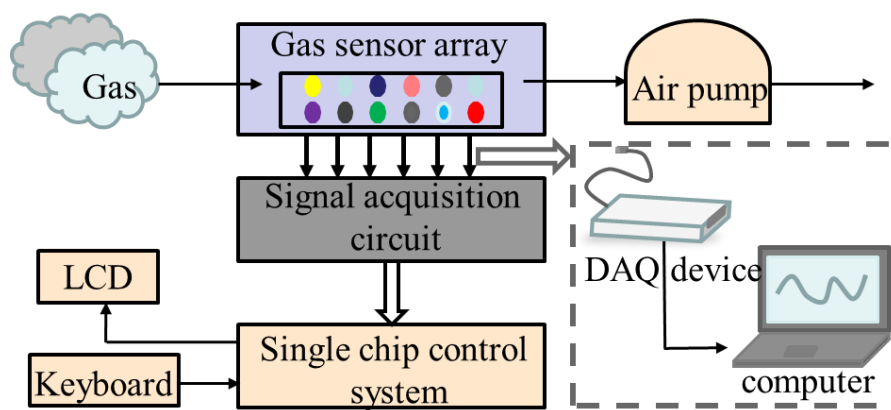 Gas
Gas sensor array
Air pump
Signal acquisition
circuit
DAQ device
LCD
Single chip control
system
Keyboard
computer